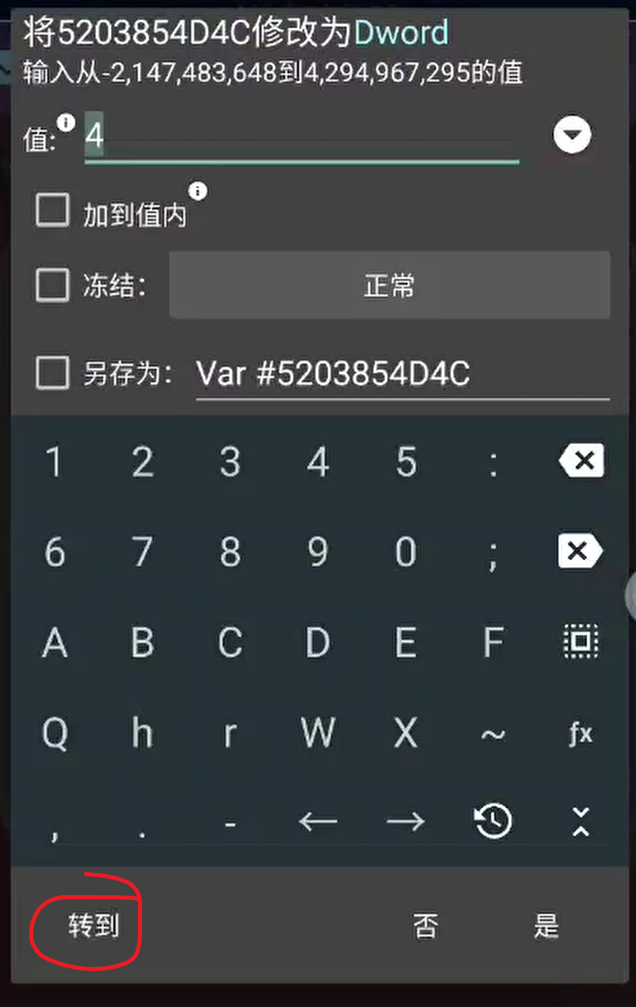 将5203854D4C修改为Dword
输入从-2,147,483,648到4,294,967,295的值
值: 4
加到值内
冻结: 正常
另存为: Var #5203854D4C
1 2 3 4 5 :
6 7 8 9 0 ;
A B C D E F
Q h r W X ~ fx
, . - ← →
转到 否 是